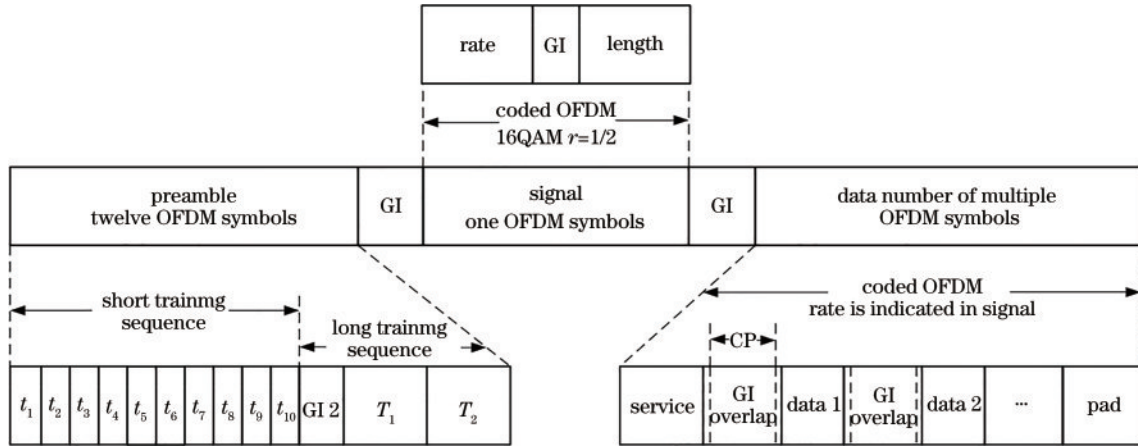 rate GI length
coded OFDM
16QAM r=1/2
preamble
twelve OFDM symbols
GI
signal
one OFDM symbols
GI
data number of multiple
OFDM symbols
short trainmg
sequence
long trainmg
sequence
coded OFDM
rate is indicated in signal
CP
t₁ t₂ t₃ t₄ t₅ t₆ t₇ t₈ t₉ t₁₀ GI 2 T₁ T₂
service
GI
overlap
data 1
GI
overlap
data 2
...
pad